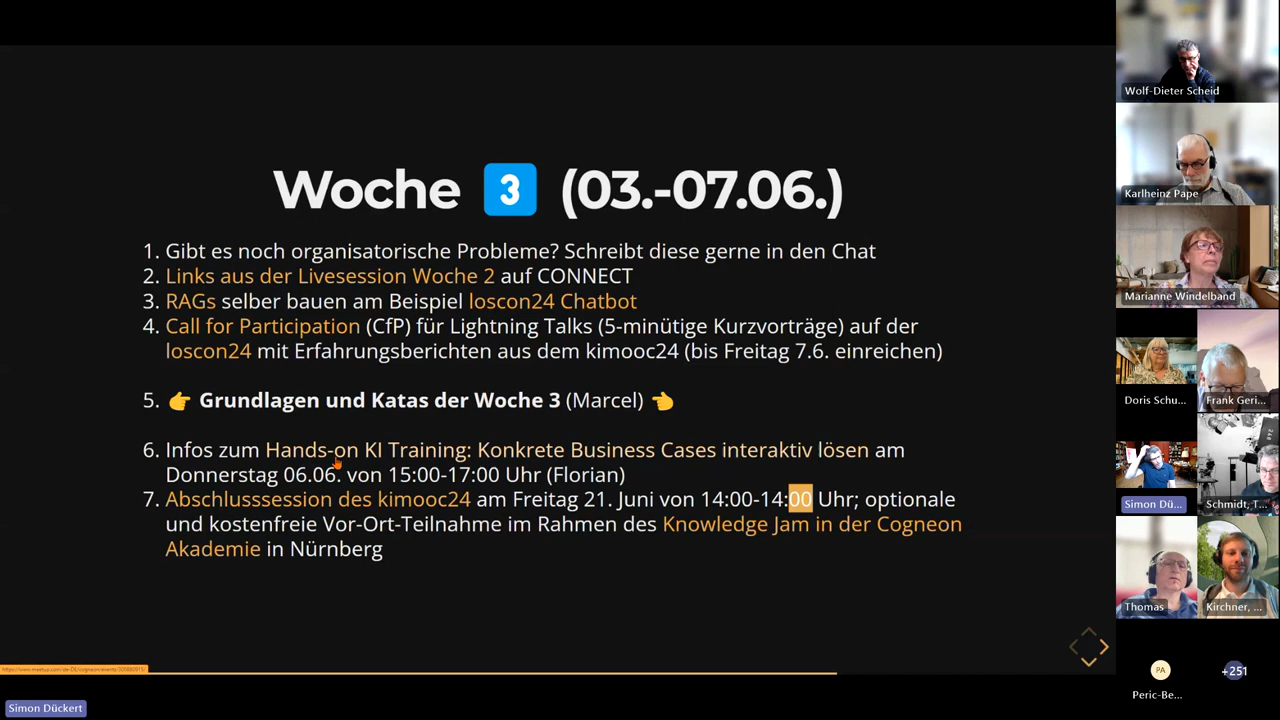 Woche 3 (03.-07.06.)
1. Gibt es noch organisatorische Probleme? Schreibt diese gerne in den Chat
2. Links aus der Livesession Woche 2 auf CONNECT
3. RAGs selber bauen am Beispiel loscon24 Chatbot
4. Call for Participation (CfP) für Lightning Talks (5-minütige Kurzvorträge) auf der
loscon24 mit Erfahrungsberichten aus dem kimooc24 (bis Freitag 7.6. einreichen)
5. 👉 Grundlagen und Katas der Woche 3 (Marcel) 👈
6. Infos zum Hands-on KI Training: Konkrete Business Cases interaktiv lösen am
Donnerstag 06.06. von 15:00-17:00 Uhr (Florian)
7. Abschlusssession des kimooc24 am Freitag 21. Juni von 14:00-14:00 Uhr; optionale
und kostenfreie Vor-Ort-Teilnahme im Rahmen des Knowledge Jam in der Cogneon
Akademie in Nürnberg
Simon Dückert
Wolf-Dieter Scheid
Karlheinz Pape
Marianne Windelband
Doris Schu...
Frank Geri...
Simon Dü...
Schmidt, T...
Thomas
Kirchner, ...
PA
Peric-Be...
+251